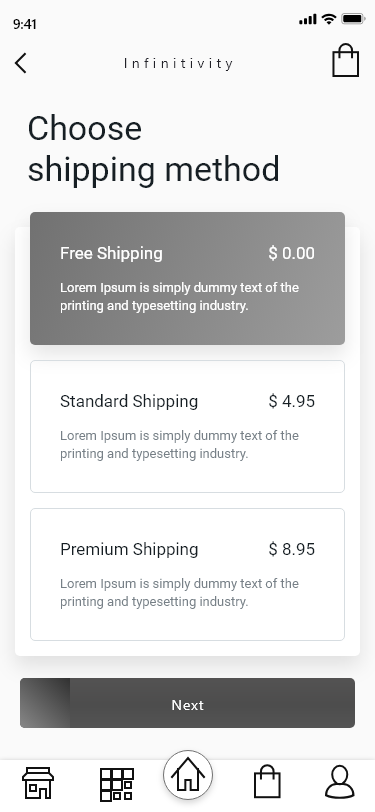 9:41
Infinitivity
Choose
shipping method
Free Shipping $ 0.00
Lorem Ipsum is simply dummy text of the
printing and typesetting industry.
Standard Shipping $ 4.95
Lorem Ipsum is simply dummy text of the
printing and typesetting industry.
Premium Shipping $ 8.95
Lorem Ipsum is simply dummy text of the
printing and typesetting industry.
Next